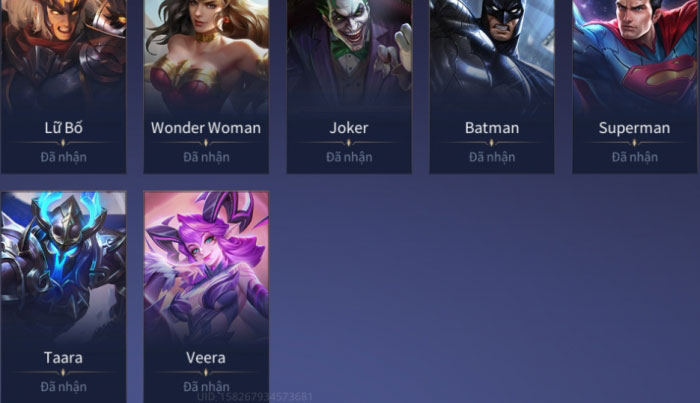 Lữ Bố
Wonder Woman
Joker
Batman
Superman
Đã nhận
Đã nhận
Đã nhận
Đã nhận
Đã nhận
Taara
Veera
Đã nhận
Đã nhận
UID:158267934573681